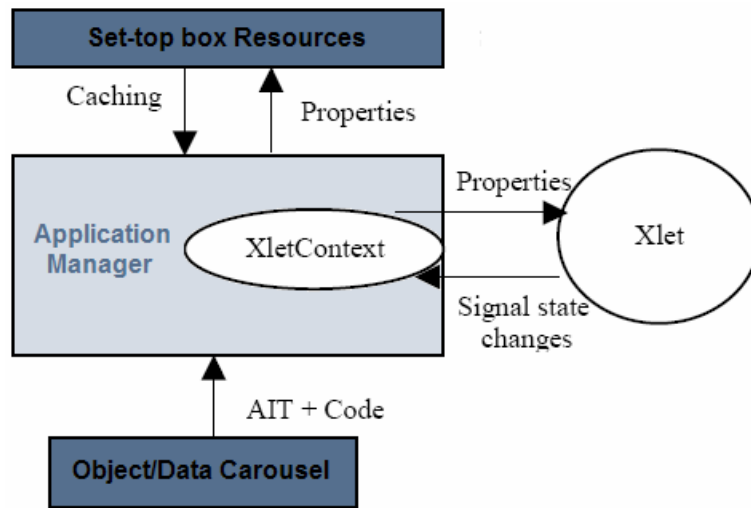 Set-top box Resources
Caching
Properties
Properties
Application
Manager
XletContext
Xlet
Signal state
changes
AIT + Code
Object/Data Carousel